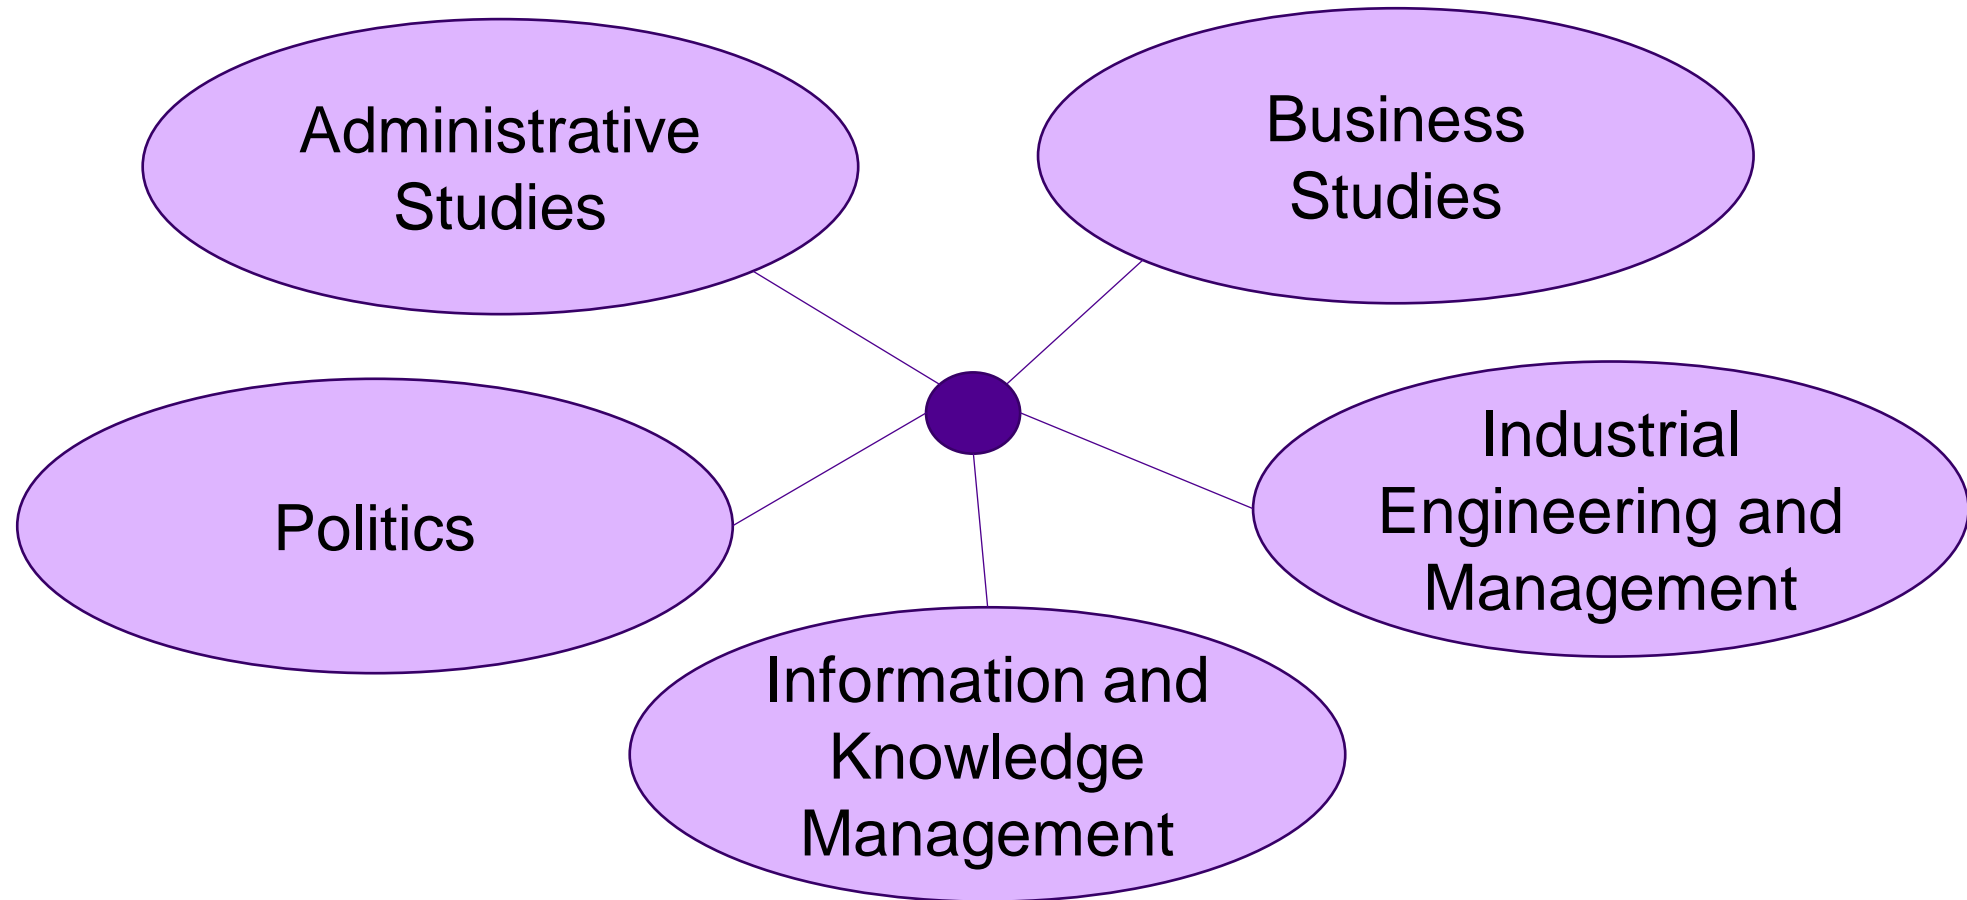 Administrative
Studies
Business
Studies
Politics
Industrial
Engineering and
Management
Information and
Knowledge
Management